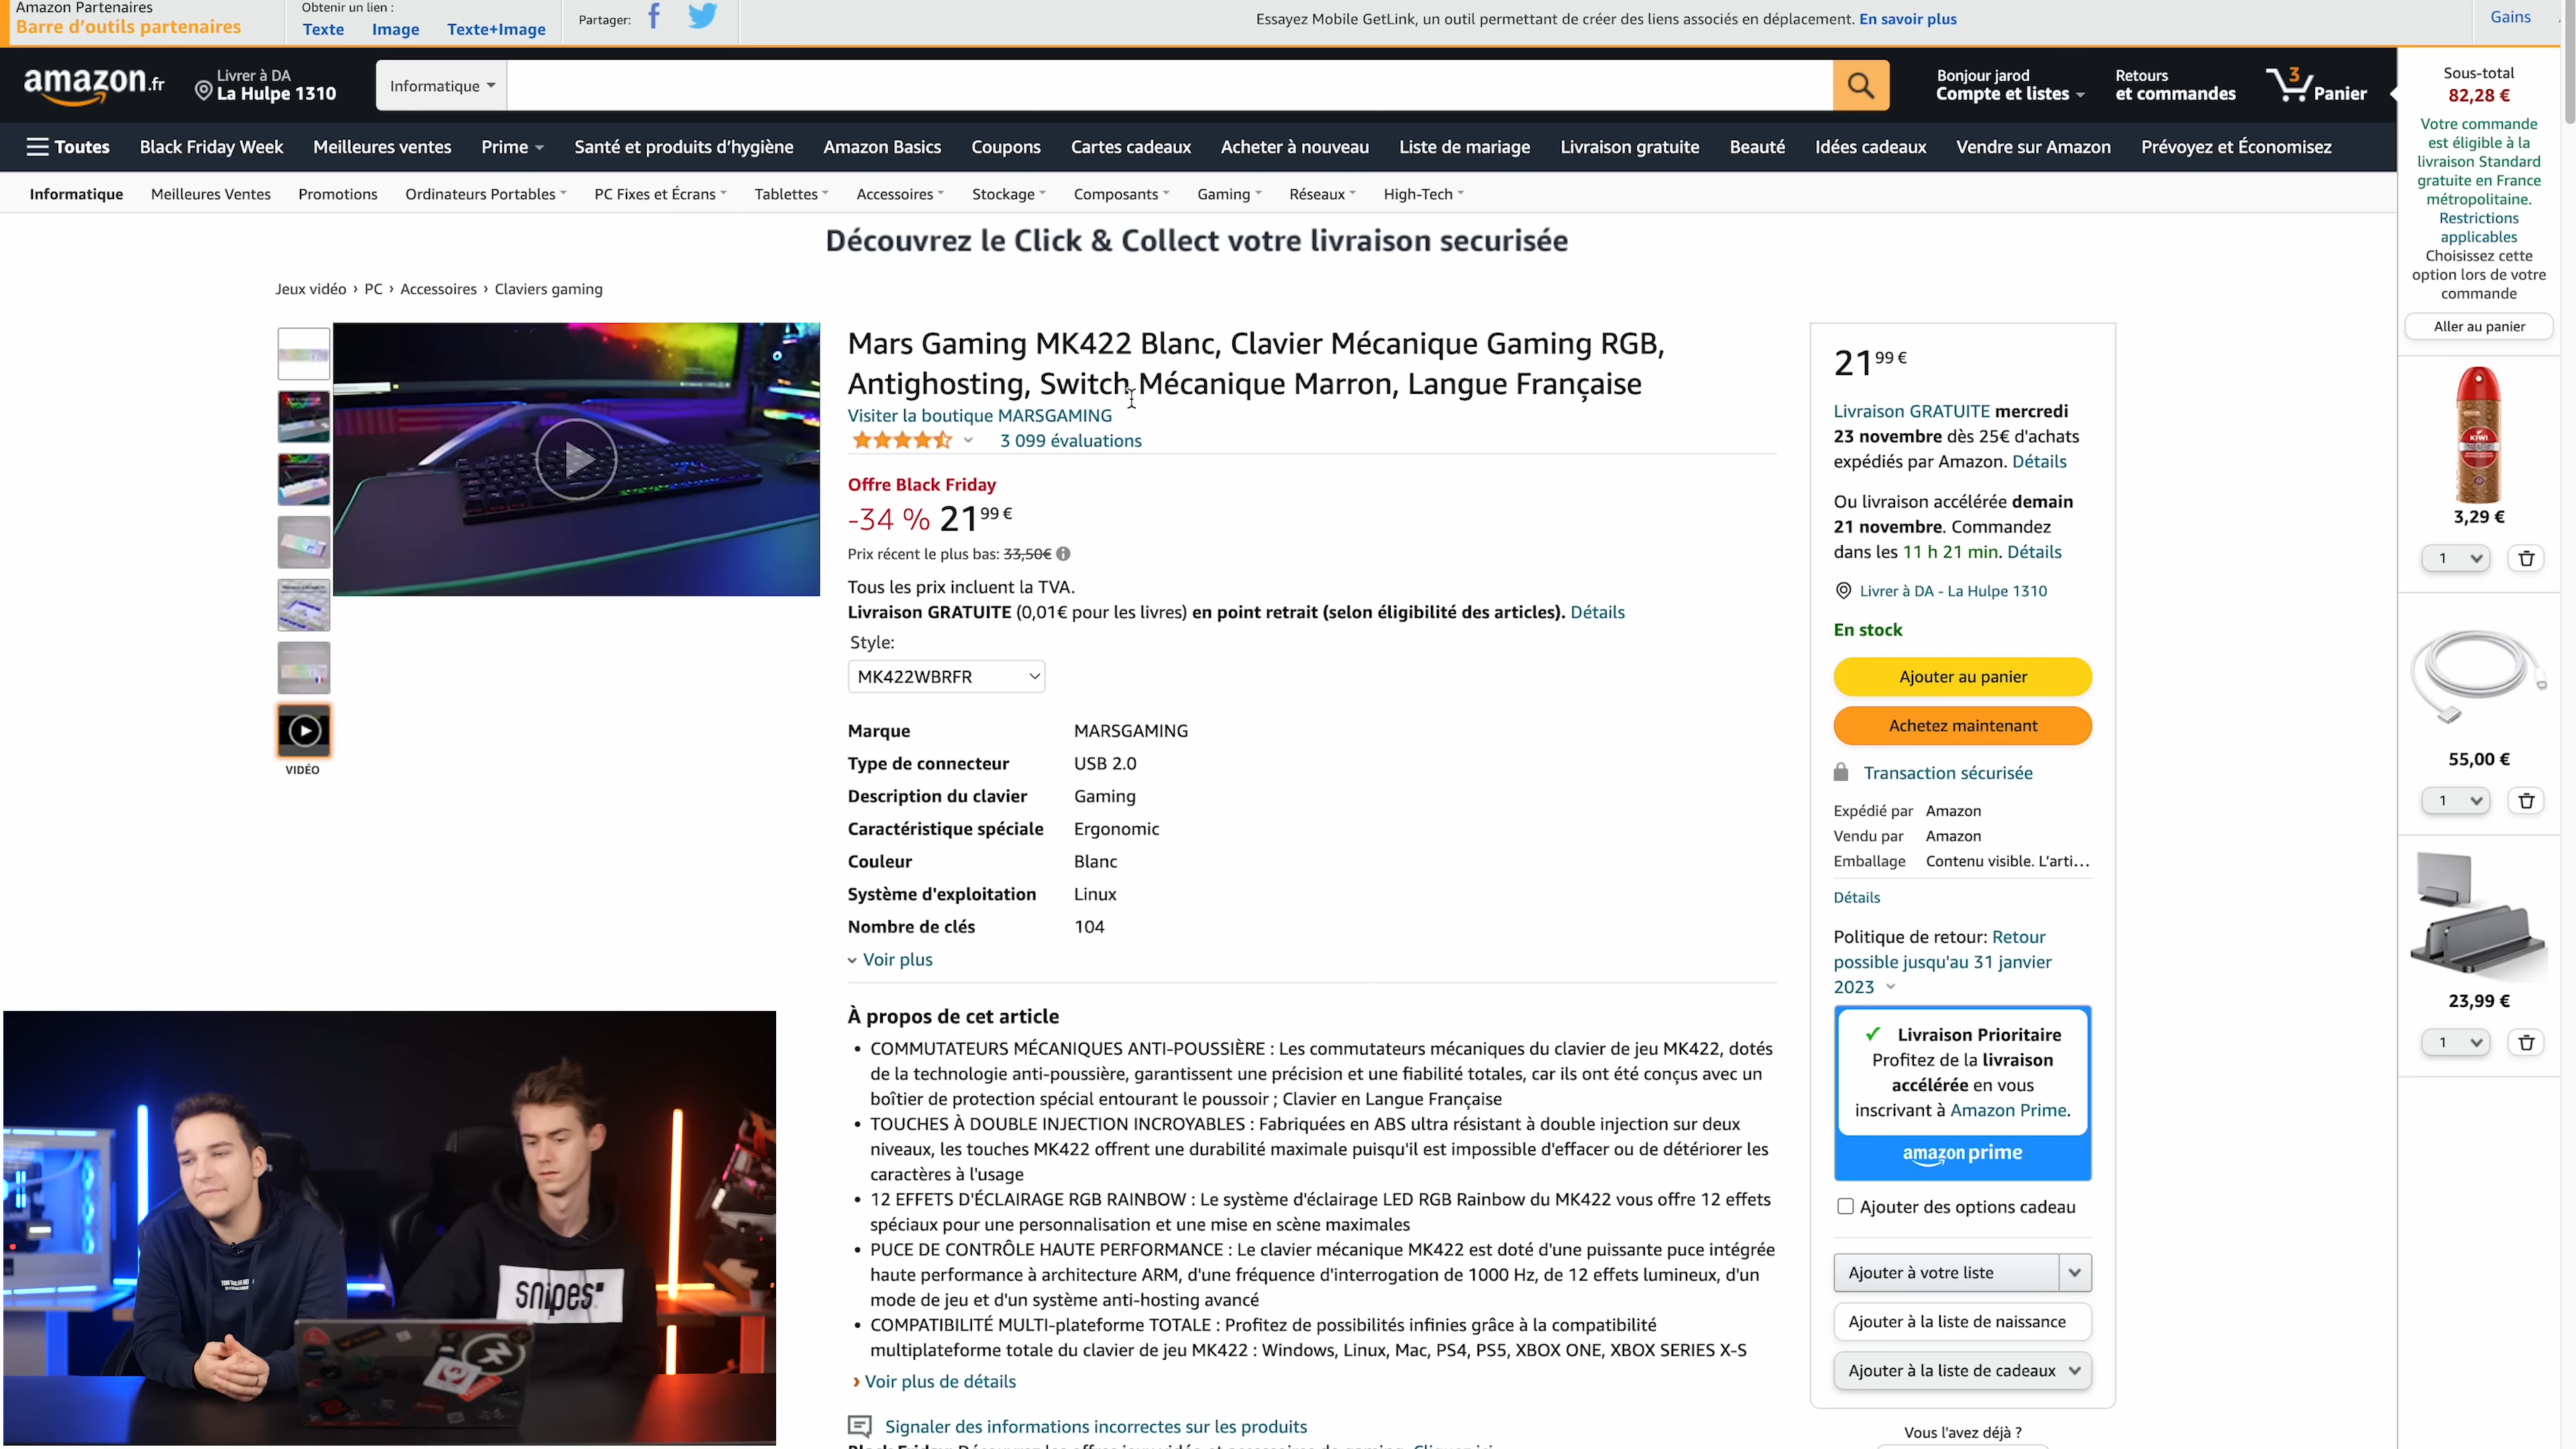 Amazon Partenaires
Barre d'outils partenaires
Obtenir un lien :
Texte Image Texte+Image
Partager:
Essayez Mobile GetLink, un outil permettant de créer des liens associés en déplacement. En savoir plus
Gains
amazon.fr
Livrer à DA
La Hulpe 1310
Informatique
Bonjour jarod
Compte et listes
Retours
et commandes
3
Panier
Toutes Black Friday Week Meilleures ventes Prime Santé et produits d'hygiène Amazon Basics Coupons Cartes cadeaux Acheter à nouveau Liste de mariage Livraison gratuite Beauté Idées cadeaux Vendre sur Amazon Prévoyez et Économisez
Informatique Meilleures Ventes Promotions Ordinateurs Portables PC Fixes et Écrans Tablettes Accessoires Stockage Composants Gaming Réseaux High-Tech
Découvrez le Click & Collect votre livraison securisée
Jeux vidéo › PC › Accessoires › Claviers gaming
VIDÉO
Mars Gaming MK422 Blanc, Clavier Mécanique Gaming RGB,
Antighosting, Switch Mécanique Marron, Langue Française
Visiter la boutique MARSGAMING
3 099 évaluations
Offre Black Friday
-34 % 21 99 €
Prix récent le plus bas: 33,50€
Tous les prix incluent la TVA.
Livraison GRATUITE (0,01€ pour les livres) en point retrait (selon éligibilité des articles). Détails
Style:
MK422WBRFR
Marque MARSGAMING
Type de connecteur USB 2.0
Description du clavier Gaming
Caractéristique spéciale Ergonomic
Couleur Blanc
Système d'exploitation Linux
Nombre de clés 104
Voir plus
À propos de cet article
• COMMUTATEURS MÉCANIQUES ANTI-POUSSIÈRE : Les commutateurs mécaniques du clavier de jeu MK422, dotés
de la technologie anti-poussière, garantissent une précision et une fiabilité totales, car ils ont été conçus avec un
boîtier de protection spécial entourant le poussoir ; Clavier en Langue Française
• TOUCHES À DOUBLE INJECTION INCROYABLES : Fabriquées en ABS ultra résistant à double injection sur deux
niveaux, les touches MK422 offrent une durabilité maximale puisqu'il est impossible d'effacer ou de détériorer les
caractères à l'usage
• 12 EFFETS D'ÉCLAIRAGE RGB RAINBOW : Le système d'éclairage LED RGB Rainbow du MK422 vous offre 12 effets
spéciaux pour une personnalisation et une mise en scène maximales
• PUCE DE CONTRÔLE HAUTE PERFORMANCE : Le clavier mécanique MK422 est doté d'une puissante puce intégrée
haute performance à architecture ARM, d'une fréquence d'interrogation de 1000 Hz, de 12 effets lumineux, d'un
mode de jeu et d'un système anti-hosting avancé
• COMPATIBILITÉ MULTI-plateforme TOTALE : Profitez de possibilités infinies grâce à la compatibilité
multiplateforme totale du clavier de jeu MK422 : Windows, Linux, Mac, PS4, PS5, XBOX ONE, XBOX SERIES X-S
› Voir plus de détails
Signaler des informations incorrectes sur les produits
Black Friday: Découvrez les offres jeux vidéo et accessoires de gaming. Cliquez ici
21 99 €
Livraison GRATUITE mercredi
23 novembre dès 25€ d'achats
expédiés par Amazon. Détails
Ou livraison accélérée demain
21 novembre. Commandez
dans les 11 h 21 min. Détails
Livrer à DA - La Hulpe 1310
En stock
Ajouter au panier
Achetez maintenant
Transaction sécurisée
Expédié par Amazon
Vendu par Amazon
Emballage Contenu visible. L'arti…
Détails
Politique de retour: Retour
possible jusqu'au 31 janvier
2023
✓ Livraison Prioritaire
Profitez de la livraison
accélérée en vous
inscrivant à Amazon Prime.
amazon prime
Ajouter des options cadeau
Ajouter à votre liste
Ajouter à la liste de naissance
Ajouter à la liste de cadeaux
Vous l'avez déjà ?
Sous-total
82,28 €
Votre commande
est éligible à la
livraison Standard
gratuite en France
métropolitaine.
Restrictions
applicables
Choisissez cette
option lors de votre
commande
Aller au panier
KIWI
3,29 €
1
55,00 €
1
23,99 €
1
snipes